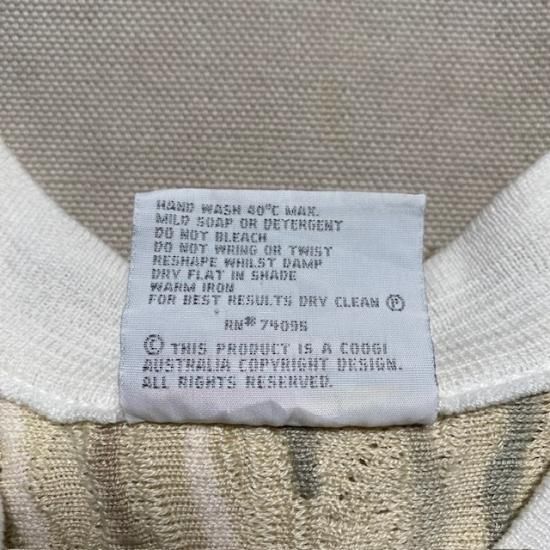 HAND WASH 40°C MAX.
MILD SOAP OR DETERGENT
DO NOT BLEACH
DO NOT WRING OR TWIST
RESHAPE WHILST DAMP
DRY FLAT IN SHADE
WARM IRON
FOR BEST RESULTS DRY CLEAN Ⓟ
RN# 74095
© THIS PRODUCT IS A COOGI
AUSTRALIA COPYRIGHT DESIGN.
ALL RIGHTS RESERVED.